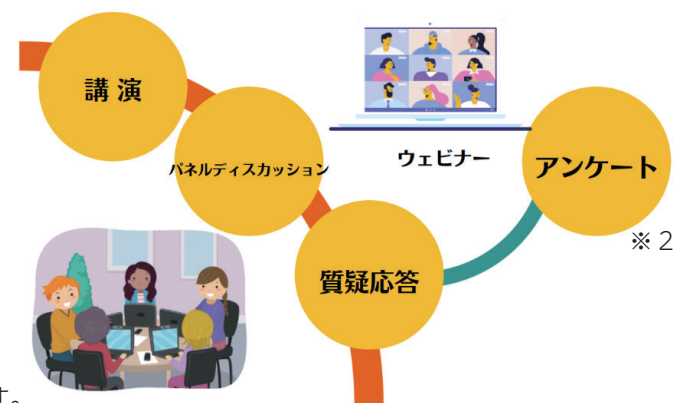 講演
パネルディスカッション
ウェビナー
アンケート
※2
質疑応答
す。